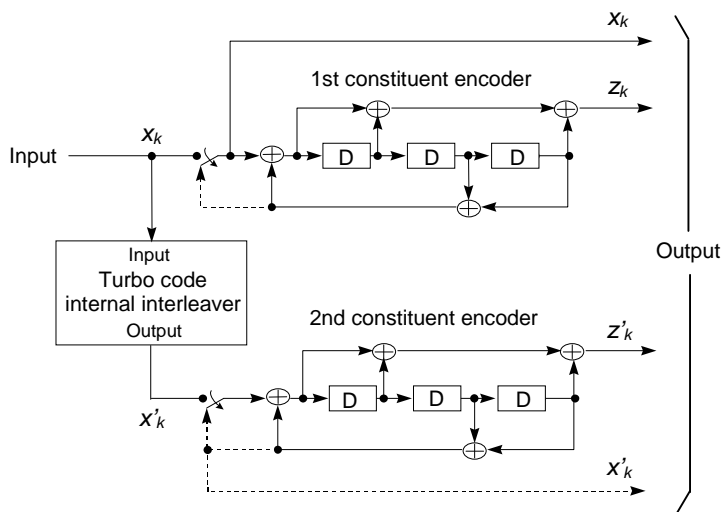 x_k
1st constituent encoder
z_k
x_k
Input
D
D
D
Output
Input
Turbo code
internal interleaver
Output
2nd constituent encoder
z'_k
D
D
D
x'_k
x'_k